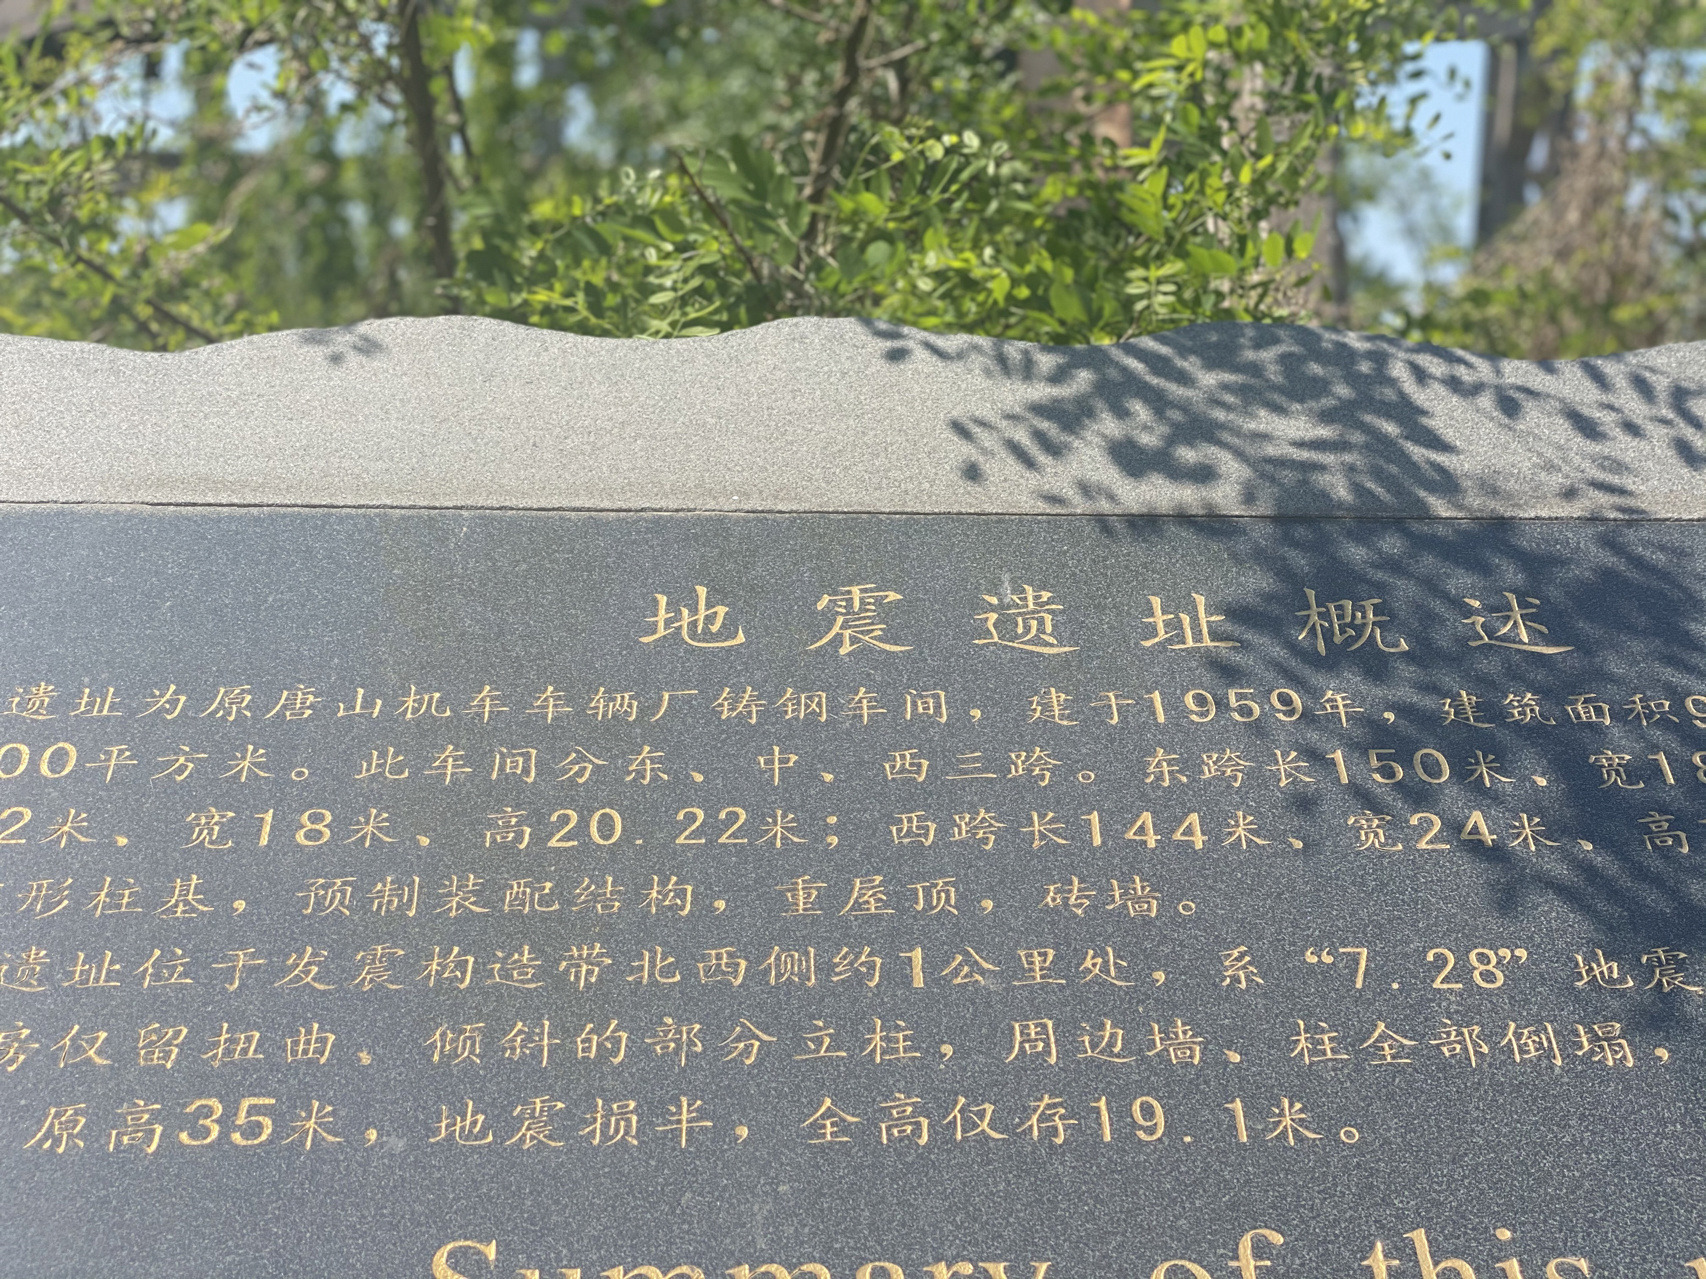 地震遗址概述
遗址为原唐山机车车辆厂铸钢车间，建于1959年，建筑面积9
00平方米。此车间分东、中、西三跨。东跨长150米、宽18
2米、宽18米、高20.22米；西跨长144米、宽24米、高
形柱基，预制装配结构，重屋顶，砖墙。
遗址位于发震构造带北西侧约1公里处，系“7.28”地震
房仅留扭曲、倾斜的部分立柱，周边墙、柱全部倒塌，
原高35米，地震损半，全高仅存19.1米。
Summary of this